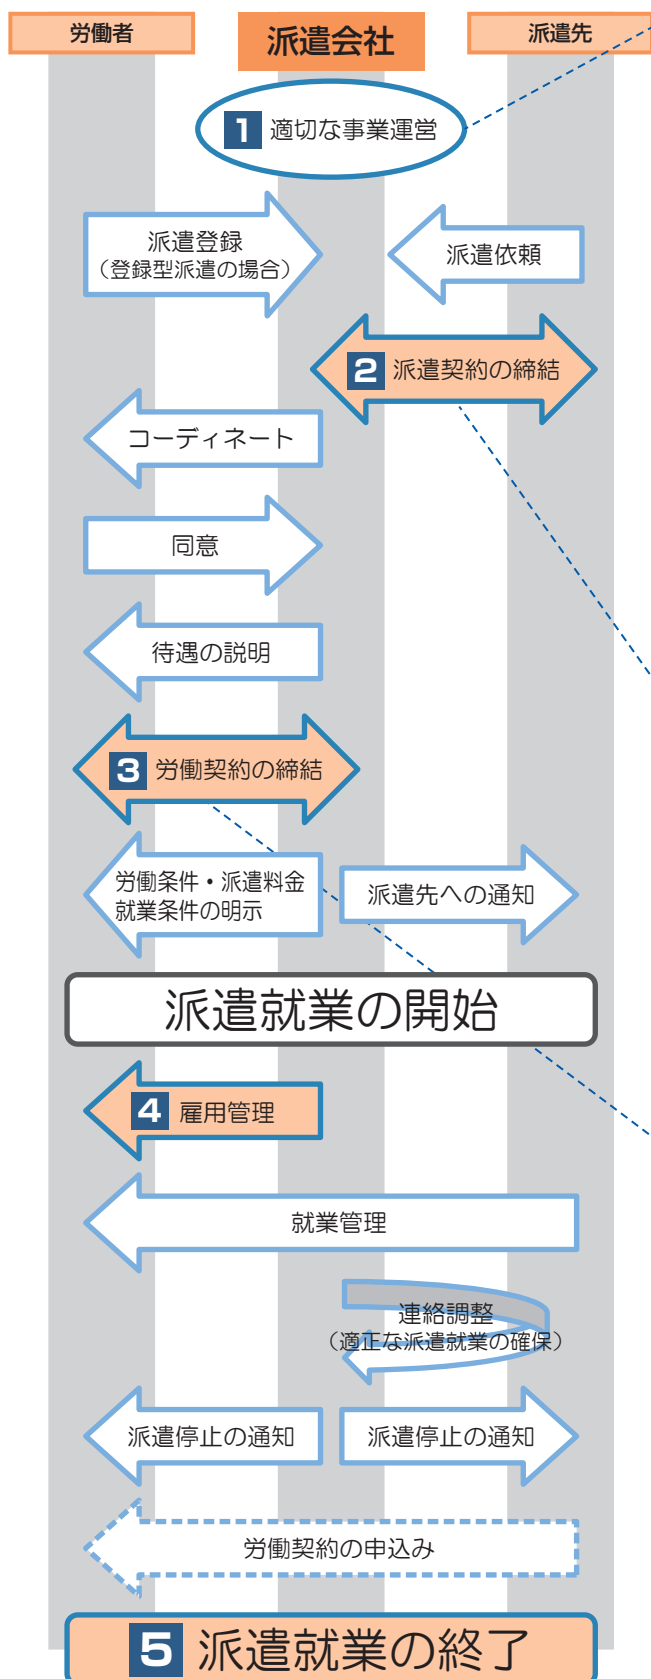 労働者
派遣会社
派遣先
1 適切な事業運営
派遣登録
（登録型派遣の場合）
派遣依頼
2 派遣契約の締結
コーディネート
同意
待遇の説明
3 労働契約の締結
労働条件・派遣料金
就業条件の明示
派遣先への通知
派遣就業の開始
4 雇用管理
就業管理
連絡調整
（適正な派遣就業の確保）
派遣停止の通知
派遣停止の通知
労働契約の申込み
5 派遣就業の終了